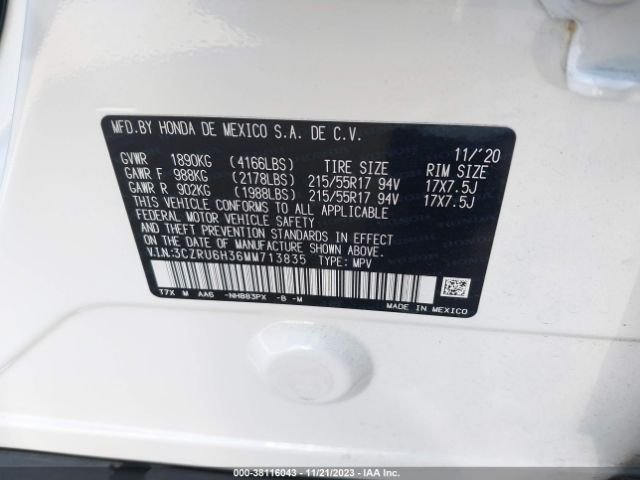 MFD.BY HONDA DE MEXICO S.A. DE C.V.
11/'20
GVWR 1890KG (4166LBS) TIRE SIZE RIM SIZE
GAWR F 988KG (2178LBS) 215/55R17 94V 17X7.5J
GAWR R 902KG (1988LBS) 215/55R17 94V 17X7.5J
THIS VEHICLE CONFORMS TO ALL APPLICABLE
FEDERAL MOTOR VEHICLE SAFETY
AND THEFT PREVENTION STANDARDS IN EFFECT
ON THE DATE OF MANUFACTURE SHOWN ABOVE.
V.I.N:3CZRU6H36MM713835 TYPE: MPV
T7X M AA6 -NH883PX -B -M
MADE IN MEXICO
000-38116043 - 11/21/2023 - IAA Inc.